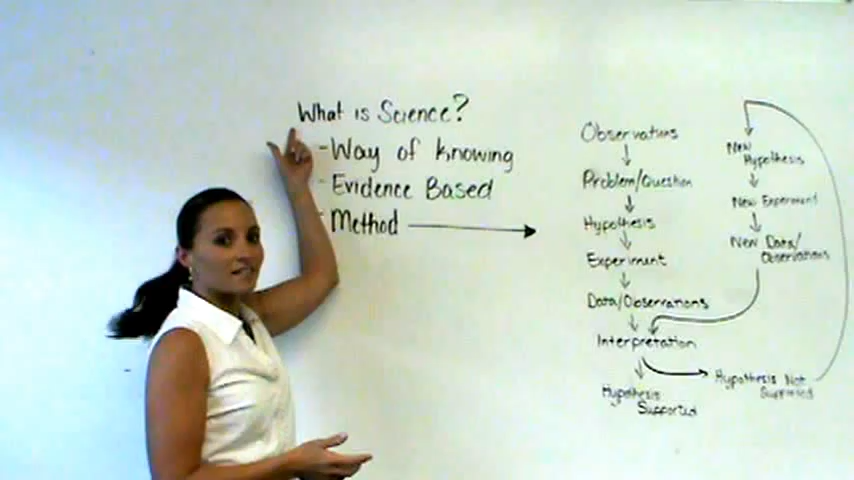 What is Science?
- Way of knowing
- Evidence Based
- Method
Observations
Problem/Question
Hypothesis
Experiment
Data/Observations
Interpretation
Hypothesis
Supported
Hypothesis Not
Supported
New
Hypothesis
New Experiment
New Data/
Observations